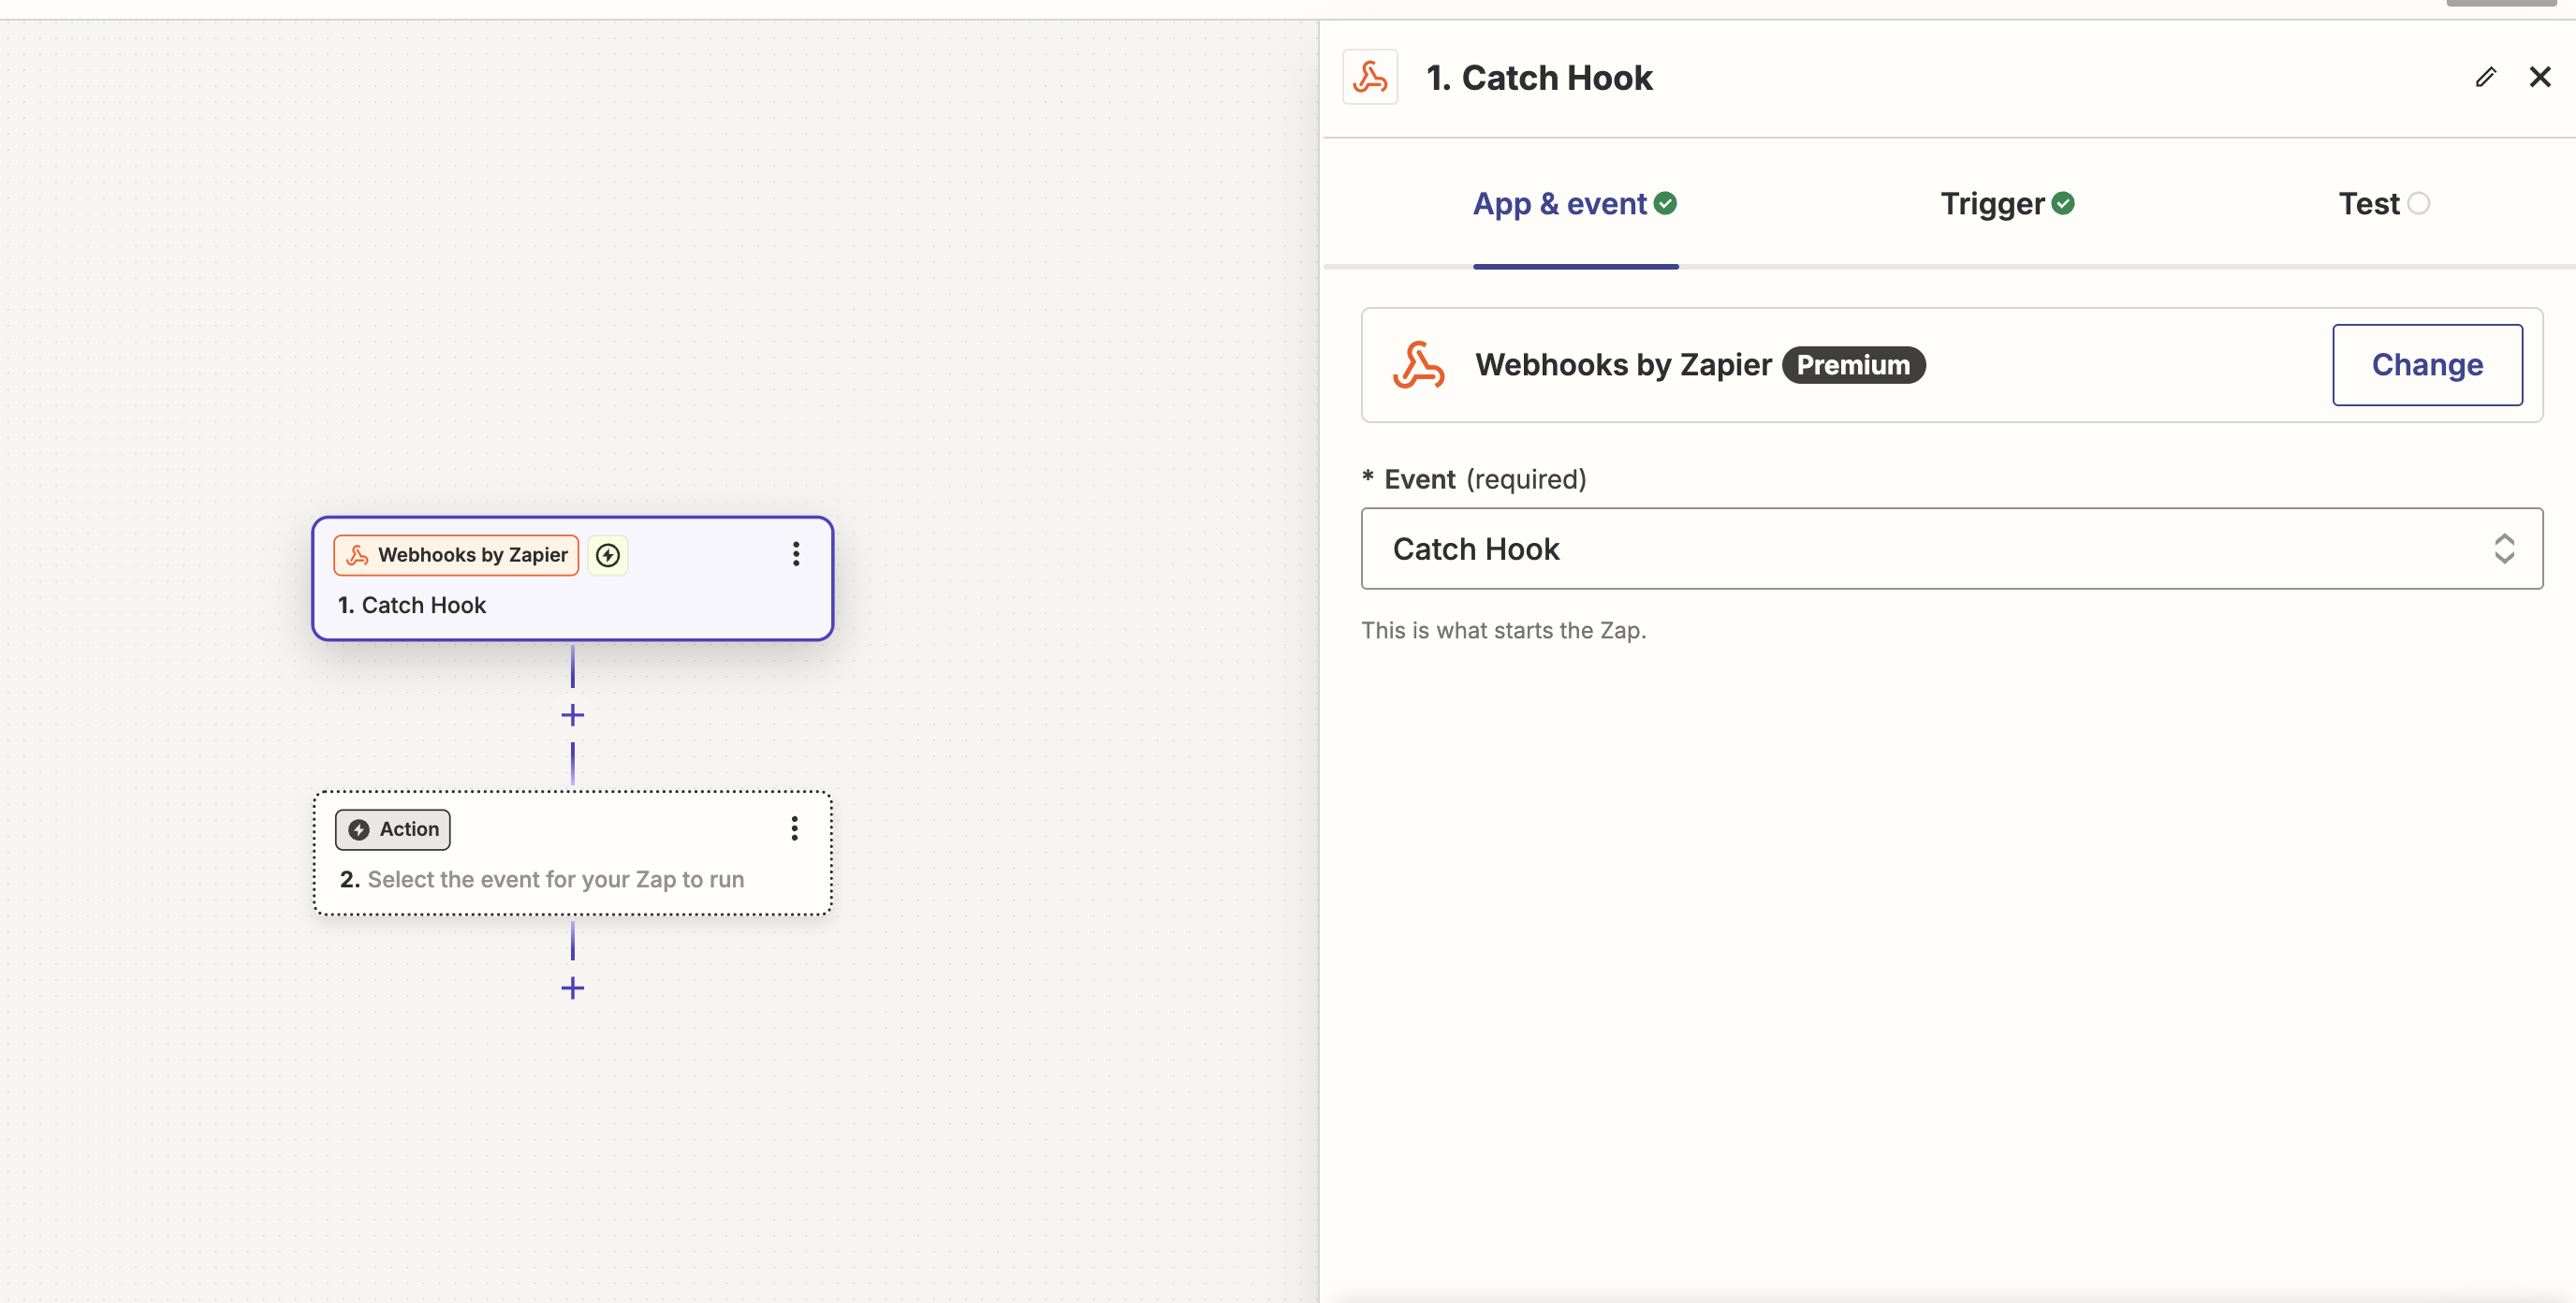 Webhooks by Zapier
1. Catch Hook
Action
2. Select the event for your Zap to run
1. Catch Hook
App & event
Trigger
Test
Webhooks by Zapier Premium
Change
* Event (required)
Catch Hook
This is what starts the Zap.